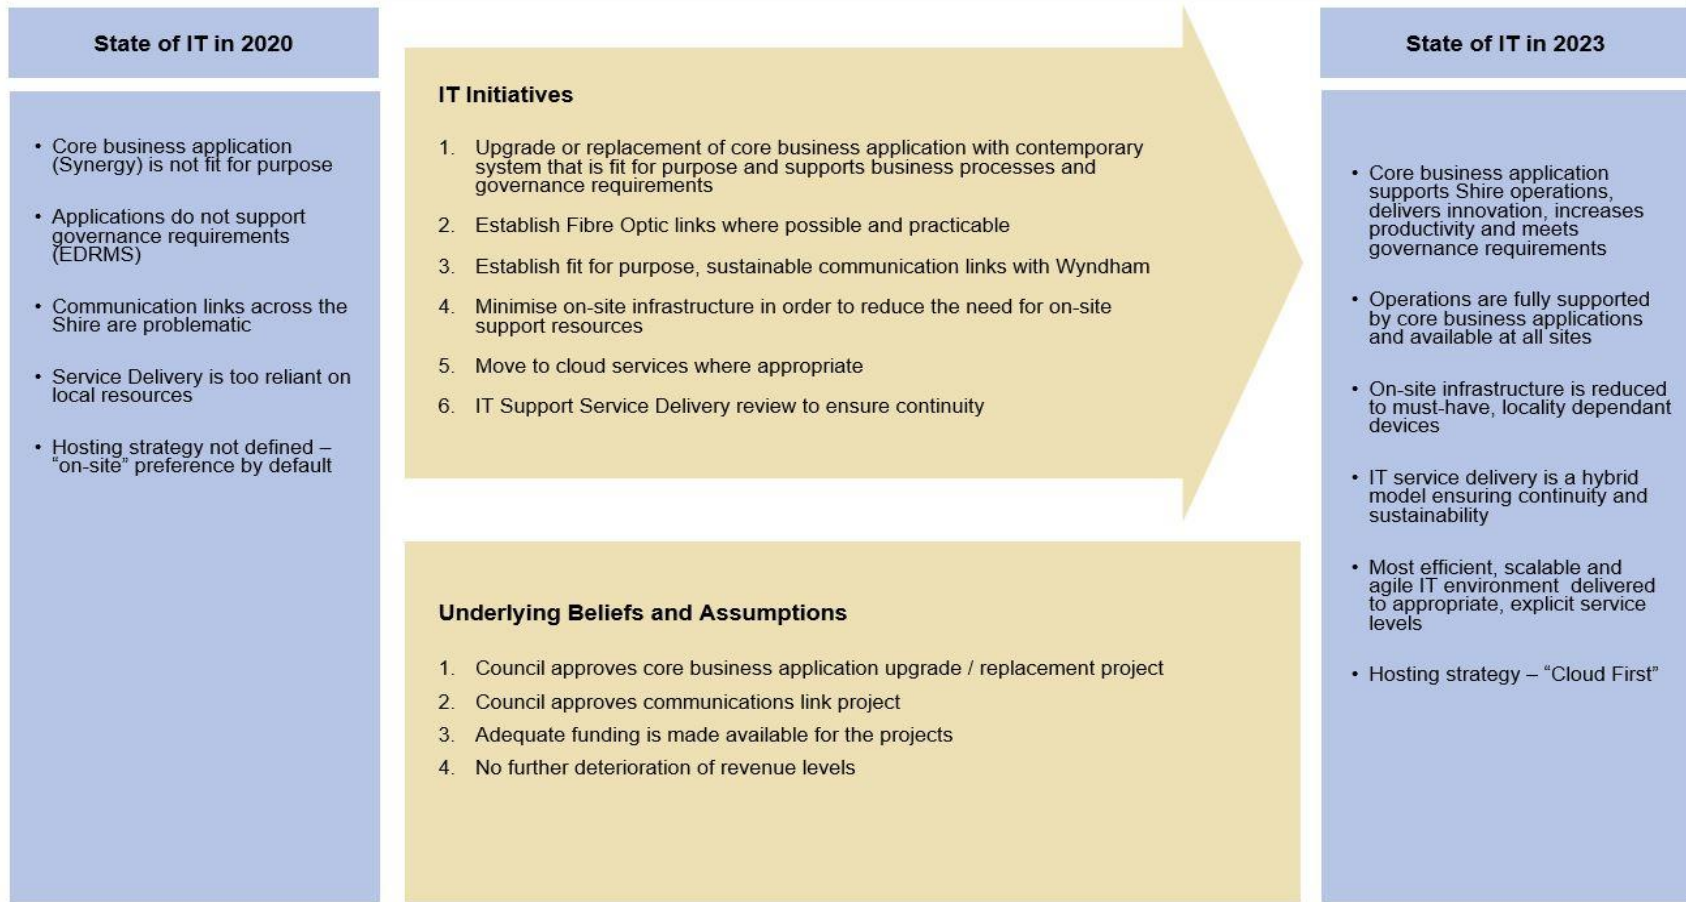 State of IT in 2020
• Core business application
(Synergy) is not fit for purpose
• Applications do not support
governance requirements
(EDRMS)
• Communication links across the
Shire are problematic
• Service Delivery is too reliant on
local resources
• Hosting strategy not defined –
“on-site” preference by default
IT Initiatives
1. Upgrade or replacement of core business application with contemporary
system that is fit for purpose and supports business processes and
governance requirements
2. Establish Fibre Optic links where possible and practicable
3. Establish fit for purpose, sustainable communication links with Wyndham
4. Minimise on-site infrastructure in order to reduce the need for on-site
support resources
5. Move to cloud services where appropriate
6. IT Support Service Delivery review to ensure continuity
Underlying Beliefs and Assumptions
1. Council approves core business application upgrade / replacement project
2. Council approves communications link project
3. Adequate funding is made available for the projects
4. No further deterioration of revenue levels
State of IT in 2023
• Core business application
supports Shire operations,
delivers innovation, increases
productivity and meets
governance requirements
• Operations are fully supported
by core business applications
and available at all sites
• On-site infrastructure is reduced
to must-have, locality dependant
devices
• IT service delivery is a hybrid
model ensuring continuity and
sustainability
• Most efficient, scalable and
agile IT environment delivered
to appropriate, explicit service
levels
• Hosting strategy – “Cloud First”